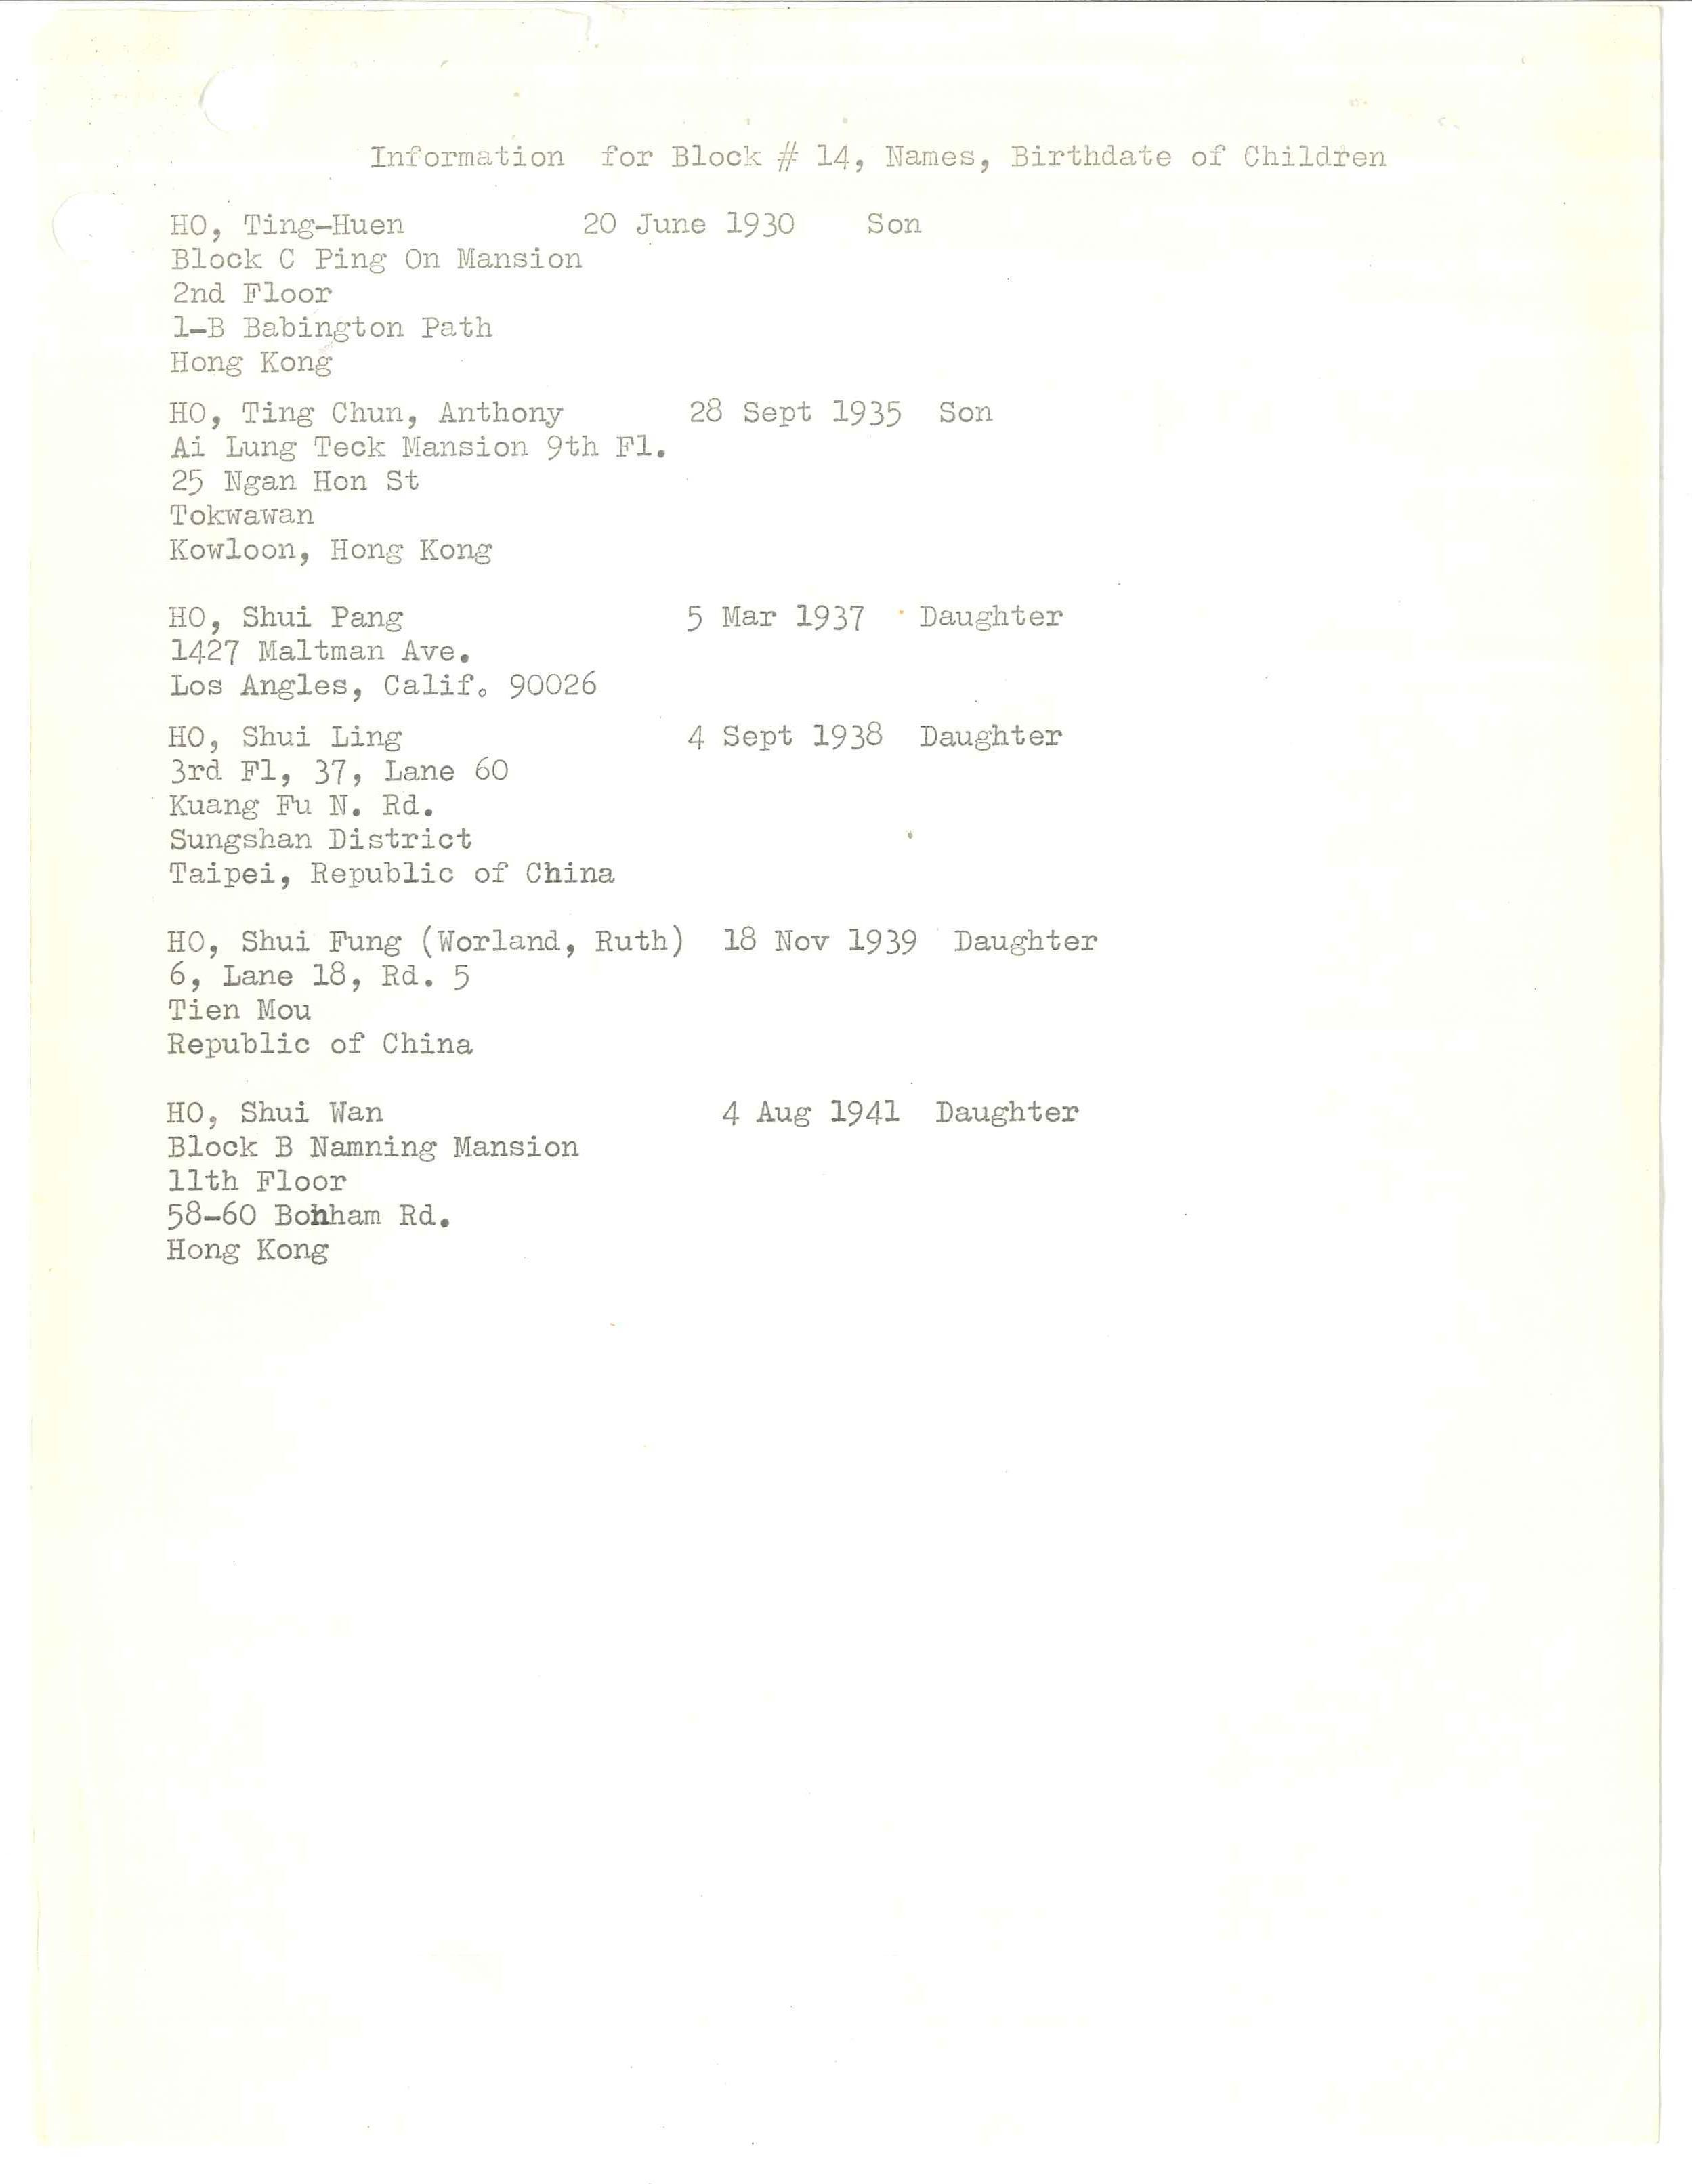 Information for Block # 14, Names, Birthdate of Children
HO, Ting-Huen 20 June 1930 Son
Block C Ping On Mansion
2nd Floor
1-B Babington Path
Hong Kong
HO, Ting Chun, Anthony 28 Sept 1935 Son
Ai Lung Teck Mansion 9th Fl.
25 Ngan Hon St
Tokwawan
Kowloon, Hong Kong
HO, Shui Pang 5 Mar 1937 Daughter
1427 Maltman Ave.
Los Angles, Calif. 90026
HO, Shui Ling 4 Sept 1938 Daughter
3rd Fl, 37, Lane 60
Kuang Fu N. Rd.
Sungshan District
Taipei, Republic of China
HO, Shui Fung (Worland, Ruth) 18 Nov 1939 Daughter
6, Lane 18, Rd. 5
Tien Mou
Republic of China
HO, Shui Wan 4 Aug 1941 Daughter
Block B Namning Mansion
11th Floor
58-60 Bonham Rd.
Hong Kong